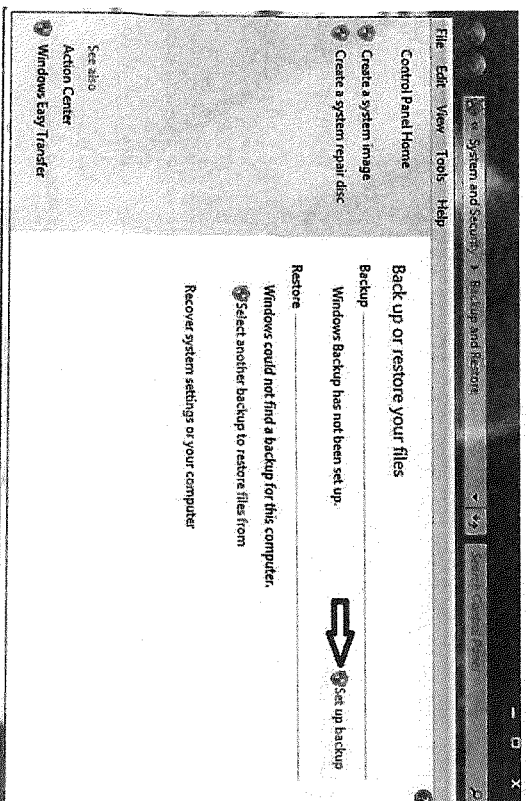 « System and Security ▸ Backup and Restore
Search Control Panel
File Edit View Tools Help
Control Panel Home
Create a system image
Create a system repair disc
See also
Action Center
Windows Easy Transfer
Back up or restore your files
Backup
Windows Backup has not been set up.
Set up backup
Restore
Windows could not find a backup for this computer.
Select another backup to restore files from
Recover system settings or your computer